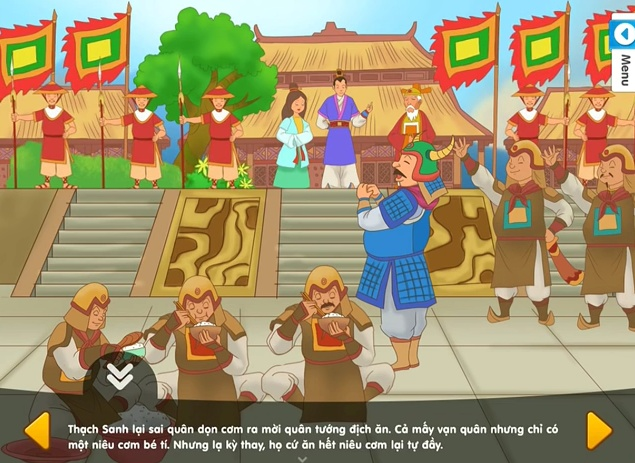 Menu
Thạch Sanh lại sai quân dọn cơm ra mời quân tướng địch ăn. Cả mấy vạn quân nhưng chỉ có
một niêu cơm bé tí. Nhưng lạ kỳ thay, họ cứ ăn hết niêu cơm lại tự đầy.